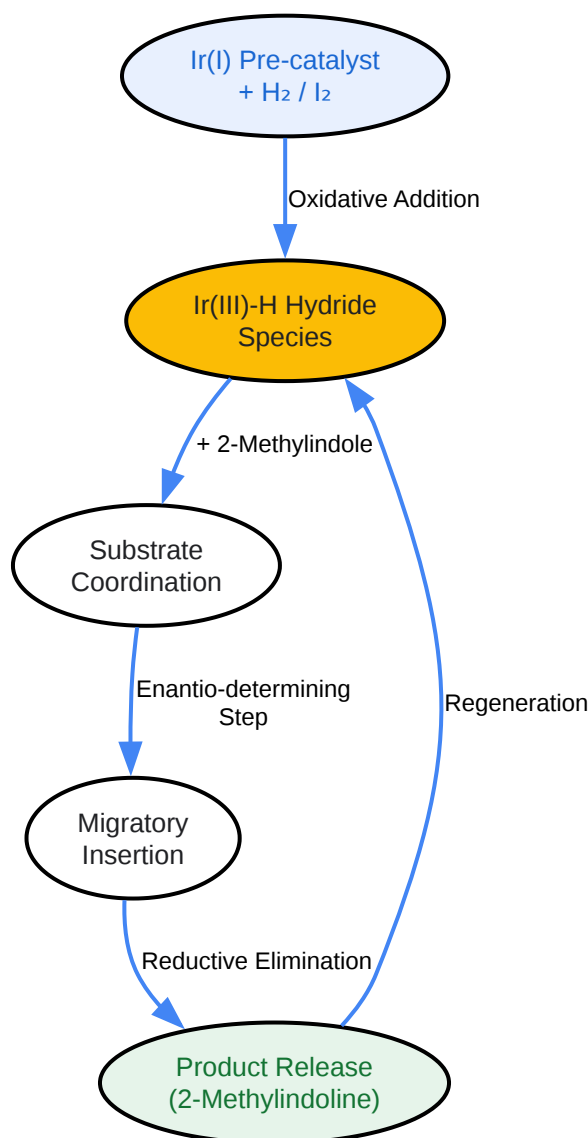 Ir(I) Pre-catalyst
+ H₂ / I₂
Oxidative Addition
Ir(III)-H Hydride
Species
+ 2-Methylindole
Substrate
Coordination
Enantio-determining
Step
Regeneration
Migratory
Insertion
Reductive Elimination
Product Release
(2-Methylindoline)